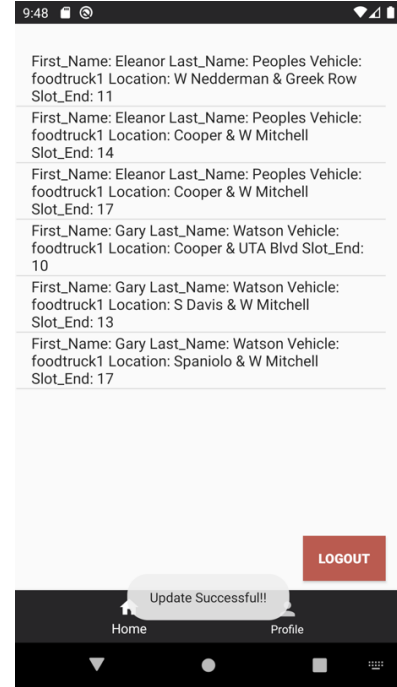 9:48
First_Name: Eleanor Last_Name: Peoples Vehicle:
foodtruck1 Location: W Nedderman & Greek Row
Slot_End: 11
First_Name: Eleanor Last_Name: Peoples Vehicle:
foodtruck1 Location: Cooper & W Mitchell
Slot_End: 14
First_Name: Eleanor Last_Name: Peoples Vehicle:
foodtruck1 Location: Cooper & W Mitchell
Slot_End: 17
First_Name: Gary Last_Name: Watson Vehicle:
foodtruck1 Location: Cooper & UTA Blvd Slot_End:
10
First_Name: Gary Last_Name: Watson Vehicle:
foodtruck1 Location: S Davis & W Mitchell
Slot_End: 13
First_Name: Gary Last_Name: Watson Vehicle:
foodtruck1 Location: Spaniolo & W Mitchell
Slot_End: 17
LOGOUT
Update Successful!!
Home Profile